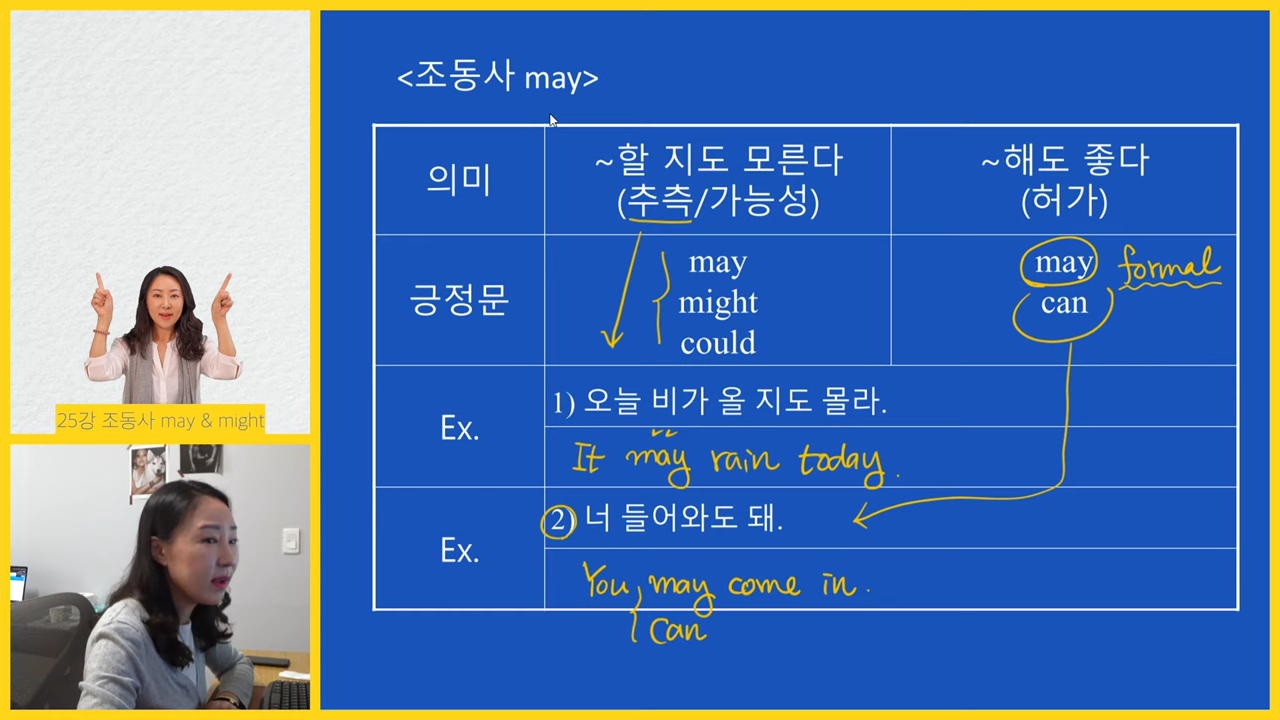 <조동사 may>
의미
~할 지도 모른다
(추측/가능성)
~해도 좋다
(허가)
긍정문
may
might
could
may formal
can
Ex.
1) 오늘 비가 올 지도 몰라.
It may rain today.
Ex.
2) 너 들어와도 돼.
You may come in.
can
25강 조동사 may & might